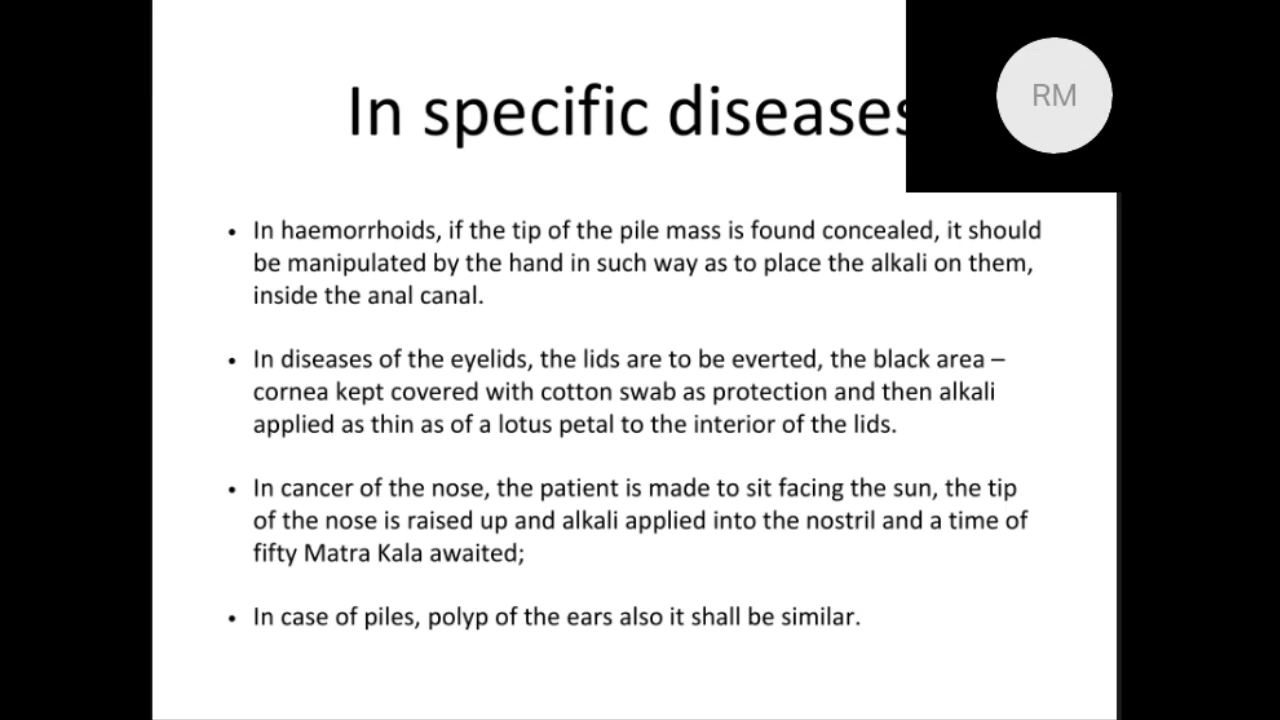 In specific diseases
RM
• In haemorrhoids, if the tip of the pile mass is found concealed, it should
be manipulated by the hand in such way as to place the alkali on them,
inside the anal canal.
• In diseases of the eyelids, the lids are to be everted, the black area –
cornea kept covered with cotton swab as protection and then alkali
applied as thin as of a lotus petal to the interior of the lids.
• In cancer of the nose, the patient is made to sit facing the sun, the tip
of the nose is raised up and alkali applied into the nostril and a time of
fifty Matra Kala awaited;
• In case of piles, polyp of the ears also it shall be similar.